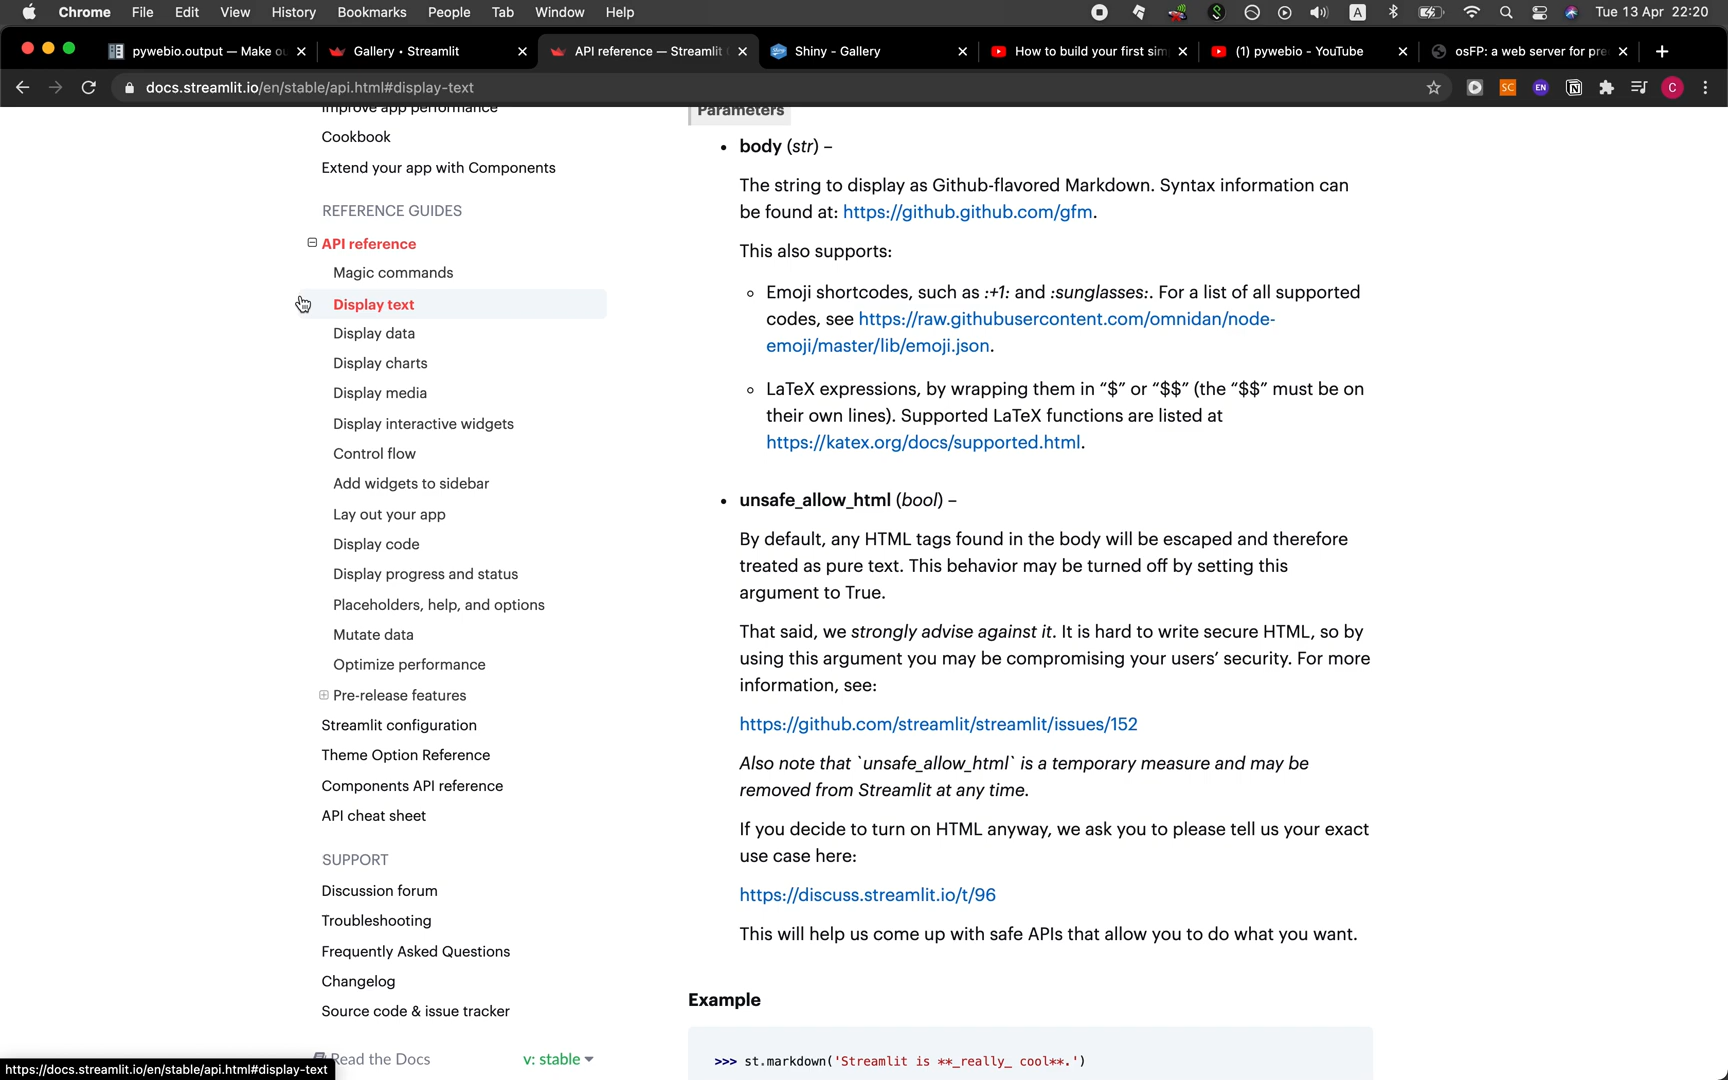 Chrome File Edit View History Bookmarks People Tab Window Help Tue 13 Apr 22:20
pywebio.output — Make ou Gallery • Streamlit API reference — Streamlit Shiny - Gallery How to build your first sim (1) pywebio - YouTube osFP: a web server for pre
docs.streamlit.io/en/stable/api.html#display-text
Improve app performance
Cookbook
Extend your app with Components
REFERENCE GUIDES
API reference
Magic commands
Display text
Display data
Display charts
Display media
Display interactive widgets
Control flow
Add widgets to sidebar
Lay out your app
Display code
Display progress and status
Placeholders, help, and options
Mutate data
Optimize performance
Pre-release features
Streamlit configuration
Theme Option Reference
Components API reference
API cheat sheet
SUPPORT
Discussion forum
Troubleshooting
Frequently Asked Questions
Changelog
Source code & issue tracker
Read the Docs v: stable
https://docs.streamlit.io/en/stable/api.html#display-text
Parameters
• body (str) –
The string to display as Github-flavored Markdown. Syntax information can
be found at: https://github.github.com/gfm.
This also supports:
Emoji shortcodes, such as :+1: and :sunglasses:. For a list of all supported
codes, see https://raw.githubusercontent.com/omnidan/node-
emoji/master/lib/emoji.json.
LaTeX expressions, by wrapping them in “$” or “$$” (the “$$” must be on
their own lines). Supported LaTeX functions are listed at
https://katex.org/docs/supported.html.
• unsafe_allow_html (bool) –
By default, any HTML tags found in the body will be escaped and therefore
treated as pure text. This behavior may be turned off by setting this
argument to True.
That said, we strongly advise against it. It is hard to write secure HTML, so by
using this argument you may be compromising your users’ security. For more
information, see:
https://github.com/streamlit/streamlit/issues/152
Also note that `unsafe_allow_html` is a temporary measure and may be
removed from Streamlit at any time.
If you decide to turn on HTML anyway, we ask you to please tell us your exact
use case here:
https://discuss.streamlit.io/t/96
This will help us come up with safe APIs that allow you to do what you want.
Example
>>> st.markdown('Streamlit is **_really_ cool**.')